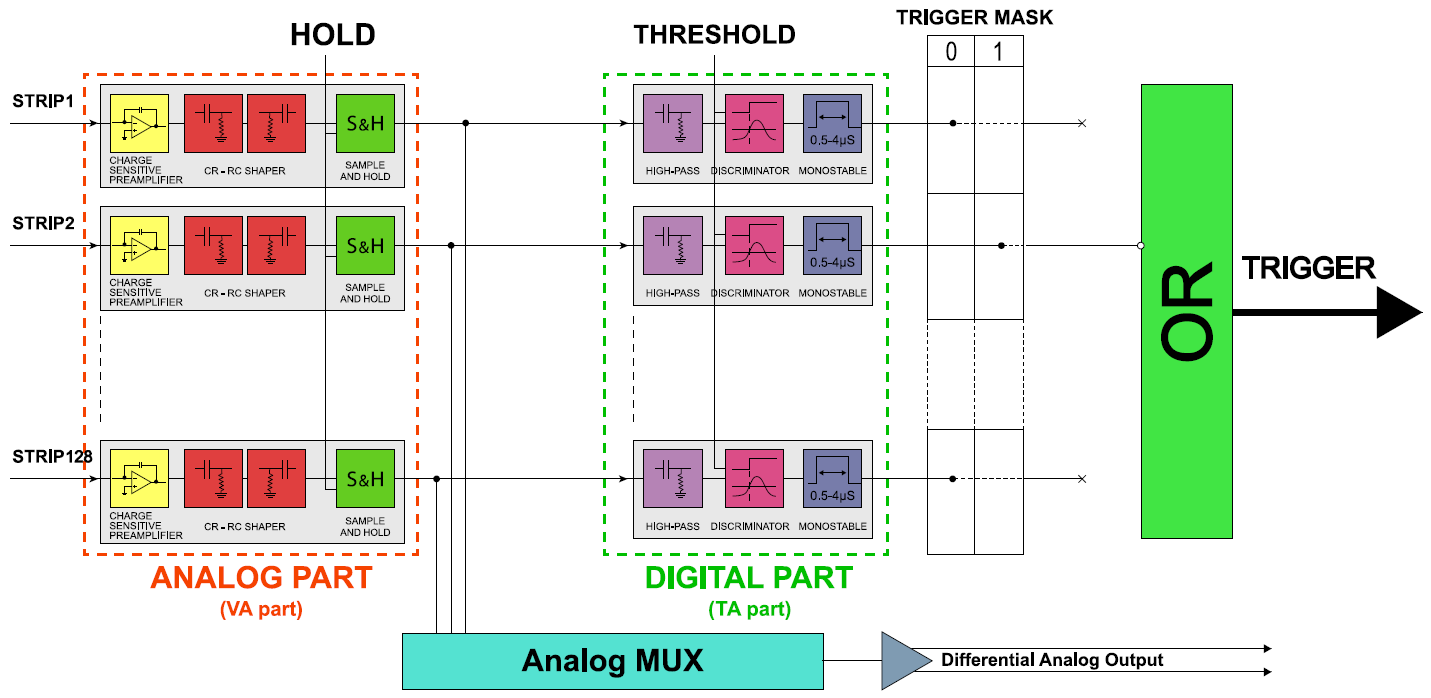 HOLD
THRESHOLD
TRIGGER MASK
0 1
STRIP1
S&H
0,5-4µS
CHARGE
SENSITIVE
PREAMPLIFIER
CR – RC SHAPER
SAMPLE
AND HOLD
HIGH-PASS
DISCRIMINATOR
MONOSTABLE
STRIP2
S&H
0.5-4µS
CHARGE
SENSITIVE
PREAMPLIFIER
CR – RC SHAPER
SAMPLE
AND HOLD
HIGH-PASS
DISCRIMINATOR
MONOSTABLE
OR
TRIGGER
STRIP128
S&H
0.5-4µS
CHARGE
SENSITIVE
PREAMPLIFIER
CR – RC SHAPER
SAMPLE
AND HOLD
HIGH-PASS
DISCRIMINATOR
MONOSTABLE
ANALOG PART
(VA part)
DIGITAL PART
(TA part)
Analog MUX
Differential Analog Output